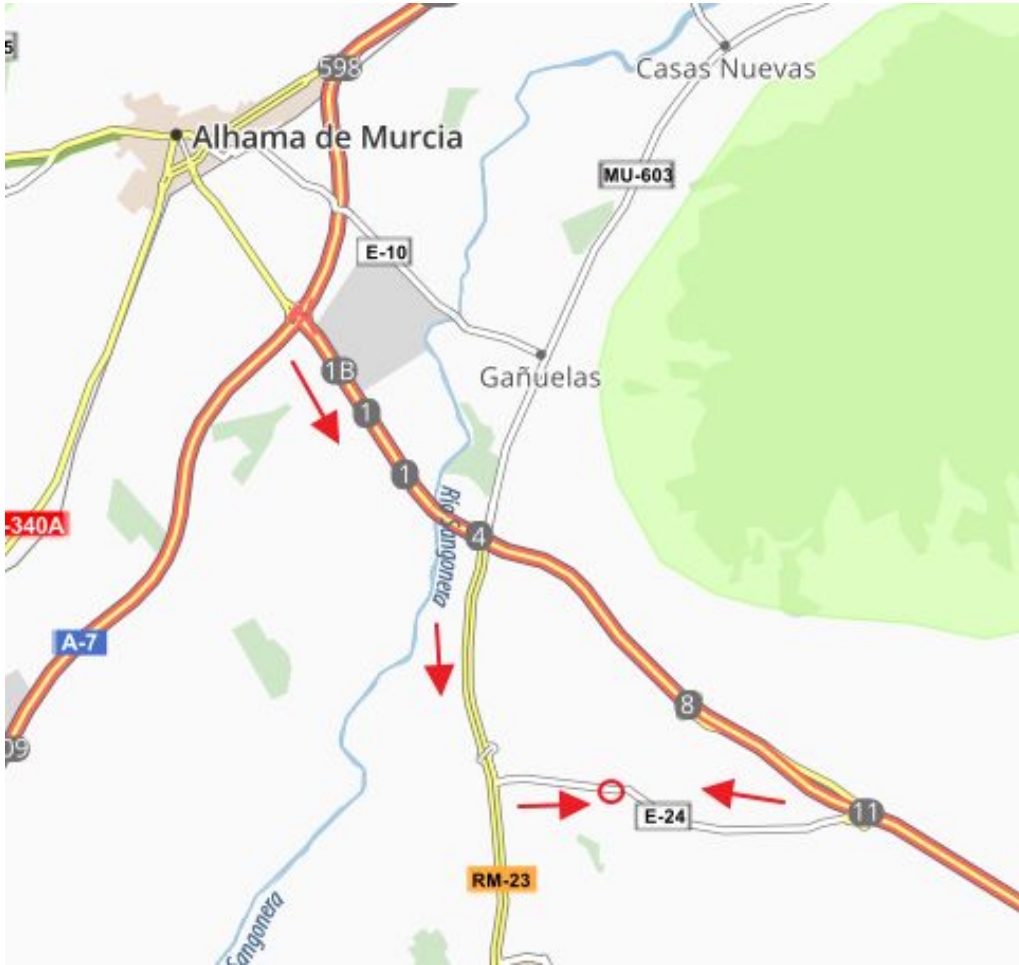 598
5
Casas Nuevas
Alhama de Murcia
MU-603
E-10
Gañuelas
1B
1
1
-340A
4
Río Sangonera
A-7
8
09
11
E-24
RM-23
Sangonera